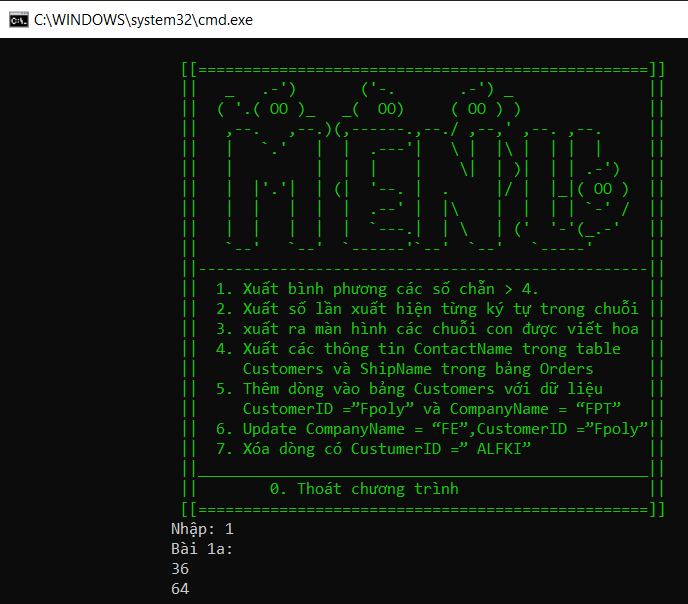 C:\WINDOWS\system32\cmd.exe
MENU
1. Xuất bình phương các số chẵn > 4.
2. Xuất số lần xuất hiện từng ký tự trong chuỗi
3. xuất ra màn hình các chuỗi con được viết hoa
4. Xuất các thông tin ContactName trong table
Customers và ShipName trong bảng Orders
5. Thêm dòng vào bảng Customers với dữ liệu
CustomerID =”Fpoly” và CompanyName = “FPT”
6. Update CompanyName = “FE”,CustomerID =”Fpoly”
7. Xóa dòng có CustumerID =” ALFKI”
0. Thoát chương trình
Nhập: 1
Bài 1a:
36
64